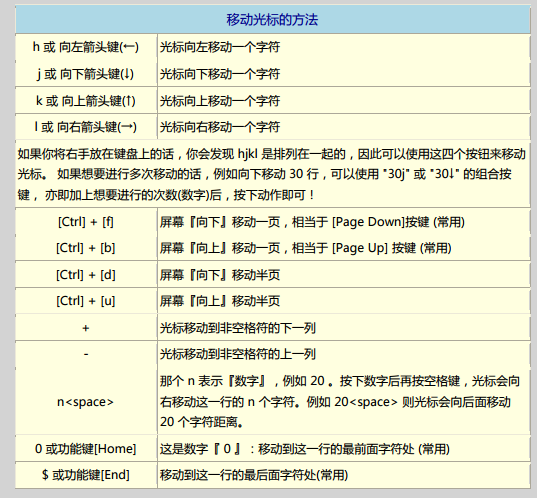 移动光标的方法
h 或 向左箭头键(←) 光标向左移动一个字符
j 或 向下箭头键(↓) 光标向下移动一个字符
k 或 向上箭头键(↑) 光标向上移动一个字符
l 或 向右箭头键(→) 光标向右移动一个字符
如果你将右手放在键盘上的话，你会发现 hjkl 是排列在一起的，因此可以使用这四个按钮来移动
光标。 如果想要进行多次移动的话，例如向下移动 30 行，可以使用 "30j" 或 "30↓" 的组合按
键， 亦即加上想要进行的次数(数字)后，按下动作即可！
[Ctrl] + [f] 屏幕『向下』移动一页，相当于 [Page Down]按键 (常用)
[Ctrl] + [b] 屏幕『向上』移动一页，相当于 [Page Up] 按键 (常用)
[Ctrl] + [d] 屏幕『向下』移动半页
[Ctrl] + [u] 屏幕『向上』移动半页
+ 光标移动到非空格符的下一列
- 光标移动到非空格符的上一列
n<space> 那个 n 表示『数字』，例如 20 。按下数字后再按空格键，光标会向
右移动这一行的 n 个字符。例如 20<space> 则光标会向后面移动
20 个字符距离。
0 或功能键[Home] 这是数字『 0 』：移动到这一行的最前面字符处 (常用)
$ 或功能键[End] 移动到这一行的最后面字符处(常用)